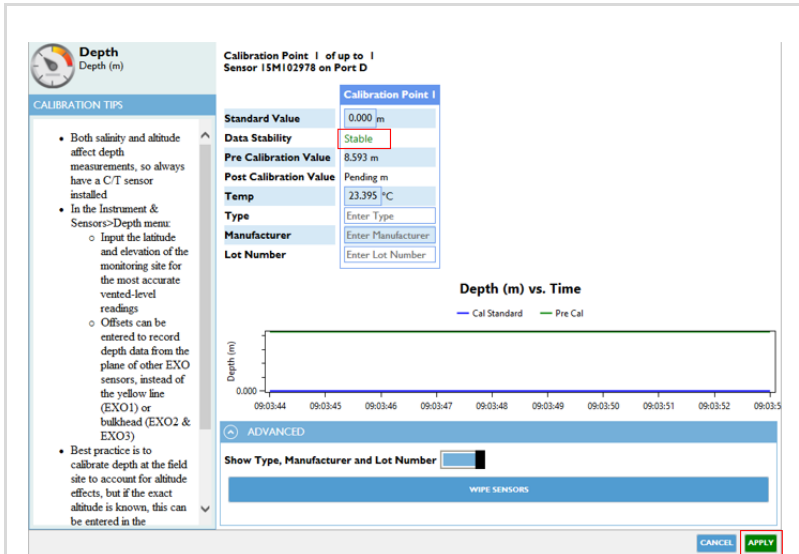 Depth
Depth (m)
CALIBRATION TIPS
• Both salinity and altitude
affect depth
measurements, so always
have a C/T sensor
installed
• In the Instrument &
Sensors>Depth menu:
o Input the latitude
and elevation of the
monitoring site for
the most accurate
vented-level
readings
o Offsets can be
entered to record
depth data from the
plane of other EXO
sensors, instead of
the yellow line
(EXO1) or
bulkhead (EXO2 &
EXO3)
• Best practice is to
calibrate depth at the field
site to account for altitude
effects, but if the exact
altitude is known, this can
be entered in the
Calibration Point 1 of up to 1
Sensor 15M102978 on Port D
Calibration Point 1
Standard Value 0.000 m
Data Stability Stable
Pre Calibration Value 8.593 m
Post Calibration Value Pending m
Temp 23.395 °C
Type Enter Type
Manufacturer Enter Manufacturer
Lot Number Enter Lot Number
Depth (m) vs. Time
Cal Standard Pre Cal
Depth (m)
0.000
09:03:44 09:03:45 09:03:46 09:03:47 09:03:48 09:03:49 09:03:50 09:03:51 09:03:52 09:03:5
ADVANCED
Show Type, Manufacturer and Lot Number
WIPE SENSORS
CANCEL APPLY